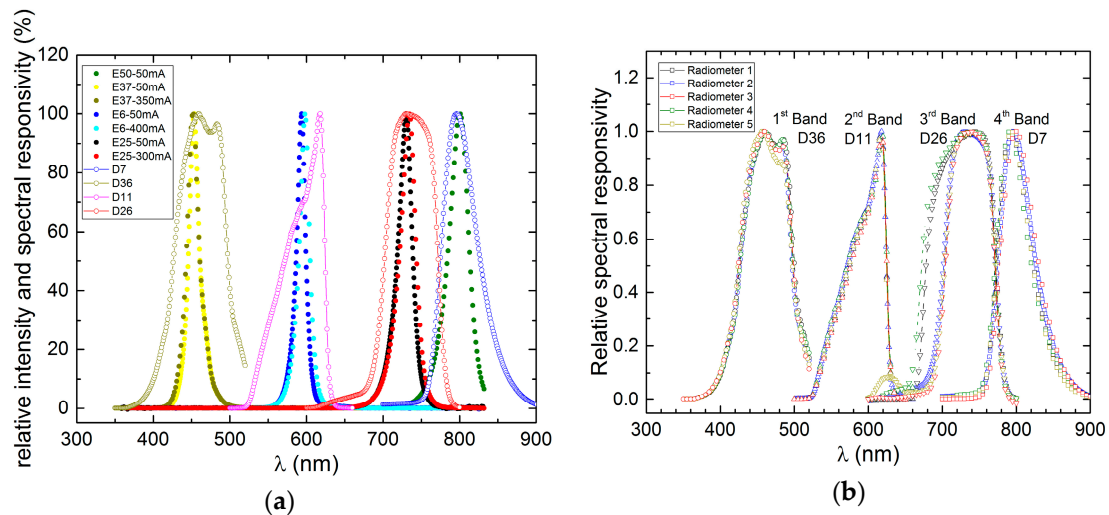 relative intensity and spectral responsivity (%)
120
100
80
60
40
20
0
E50-50mA
E37-50mA
E37-350mA
E6-50mA
E6-400mA
E25-50mA
E25-300mA
D7
D36
D11
D26
300 400 500 600 700 800 900
λ (nm)
(a)
Relative spectral responsivity
1.2
1.0
0.8
0.6
0.4
0.2
0.0
Radiometer 1
Radiometer 2
Radiometer 3
Radiometer 4
Radiometer 5
1st Band 2nd Band 3rd Band 4th Band
D36 D11 D26 D7
300 400 500 600 700 800 900
λ (nm)
(b)